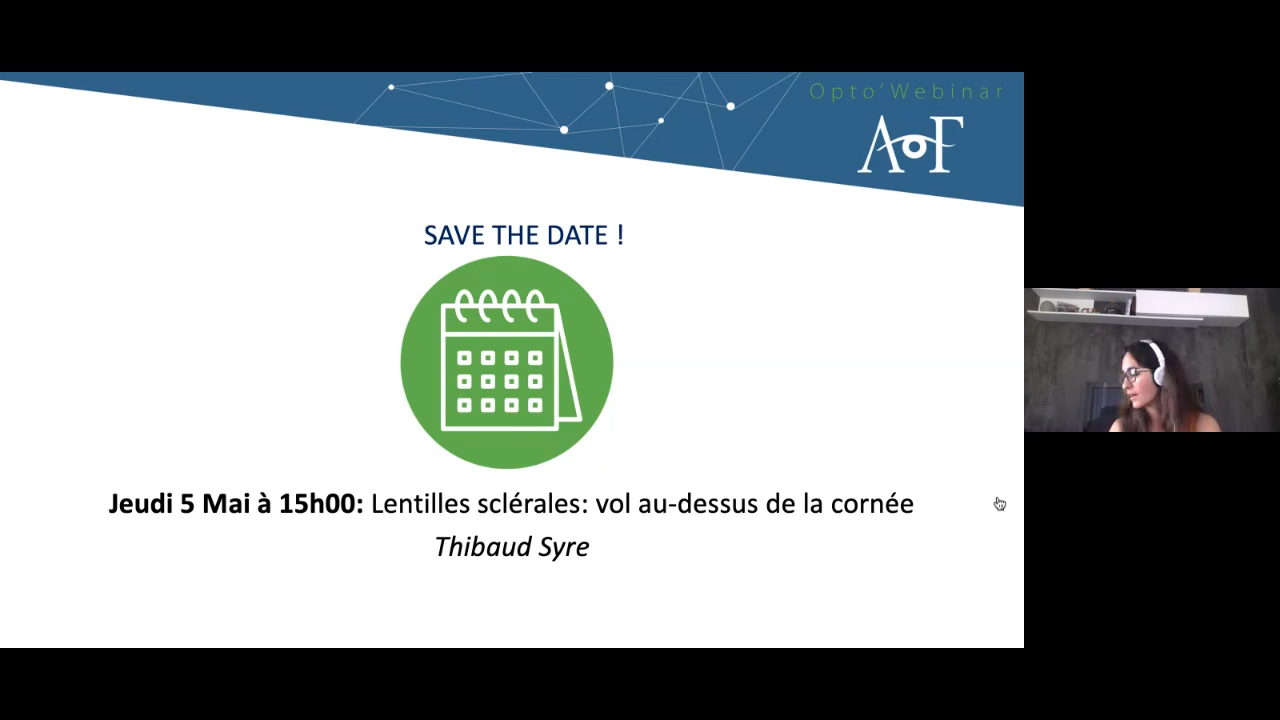 Opto'Webinar
AOF
SAVE THE DATE !
Jeudi 5 Mai à 15h00: Lentilles sclérales: vol au-dessus de la cornée
Thibaud Syre